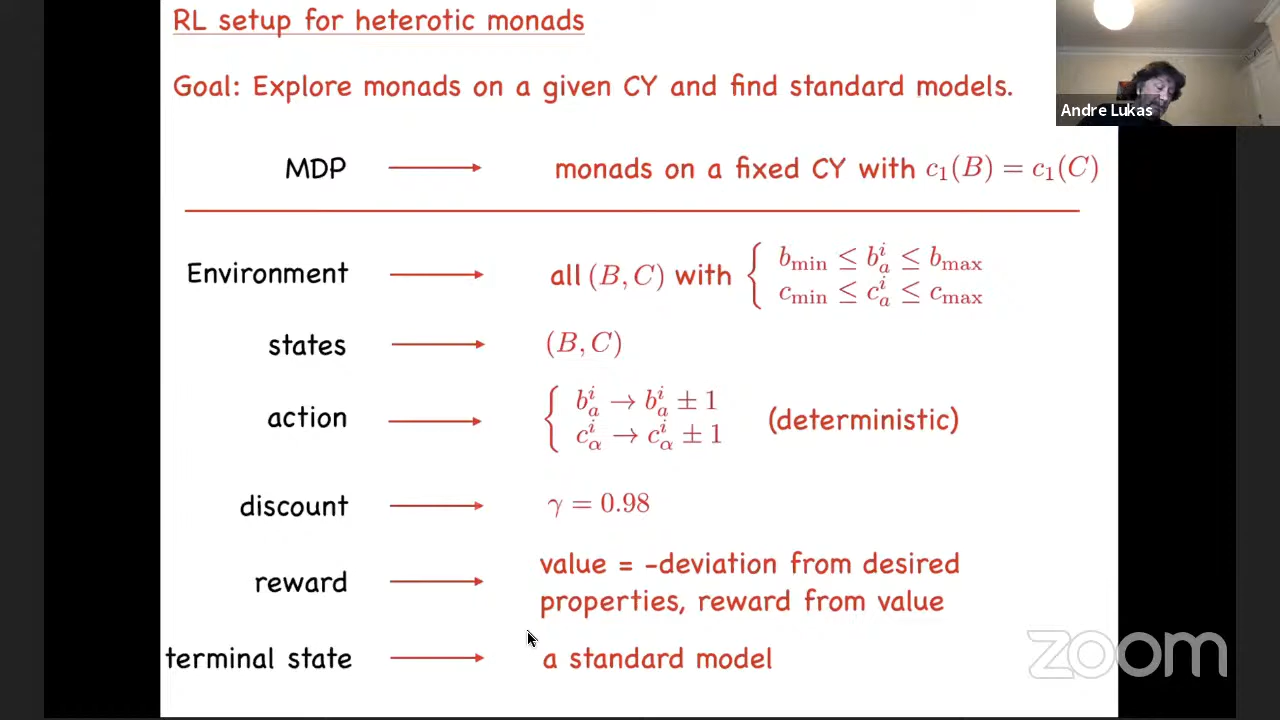 RL setup for heterotic monads
Goal: Explore monads on a given CY and find standard models.
Andre Lukas
MDP → monads on a fixed CY with c₁(B) = c₁(C)
Environment → all (B, C) with { b_min ≤ b_a^i ≤ b_max
c_min ≤ c_a^i ≤ c_max
states → (B, C)
action → { b_a^i → b_a^i ± 1
c_α^i → c_α^i ± 1 (deterministic)
discount → γ = 0.98
reward → value = -deviation from desired
properties, reward from value
terminal state → a standard model
zoom